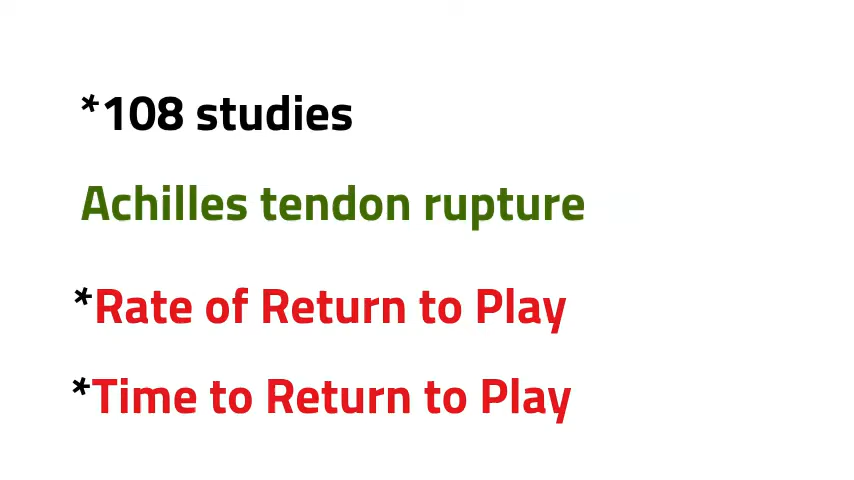 *108 studies
Achilles tendon rupture
*Rate of Return to Play
*Time to Return to Play